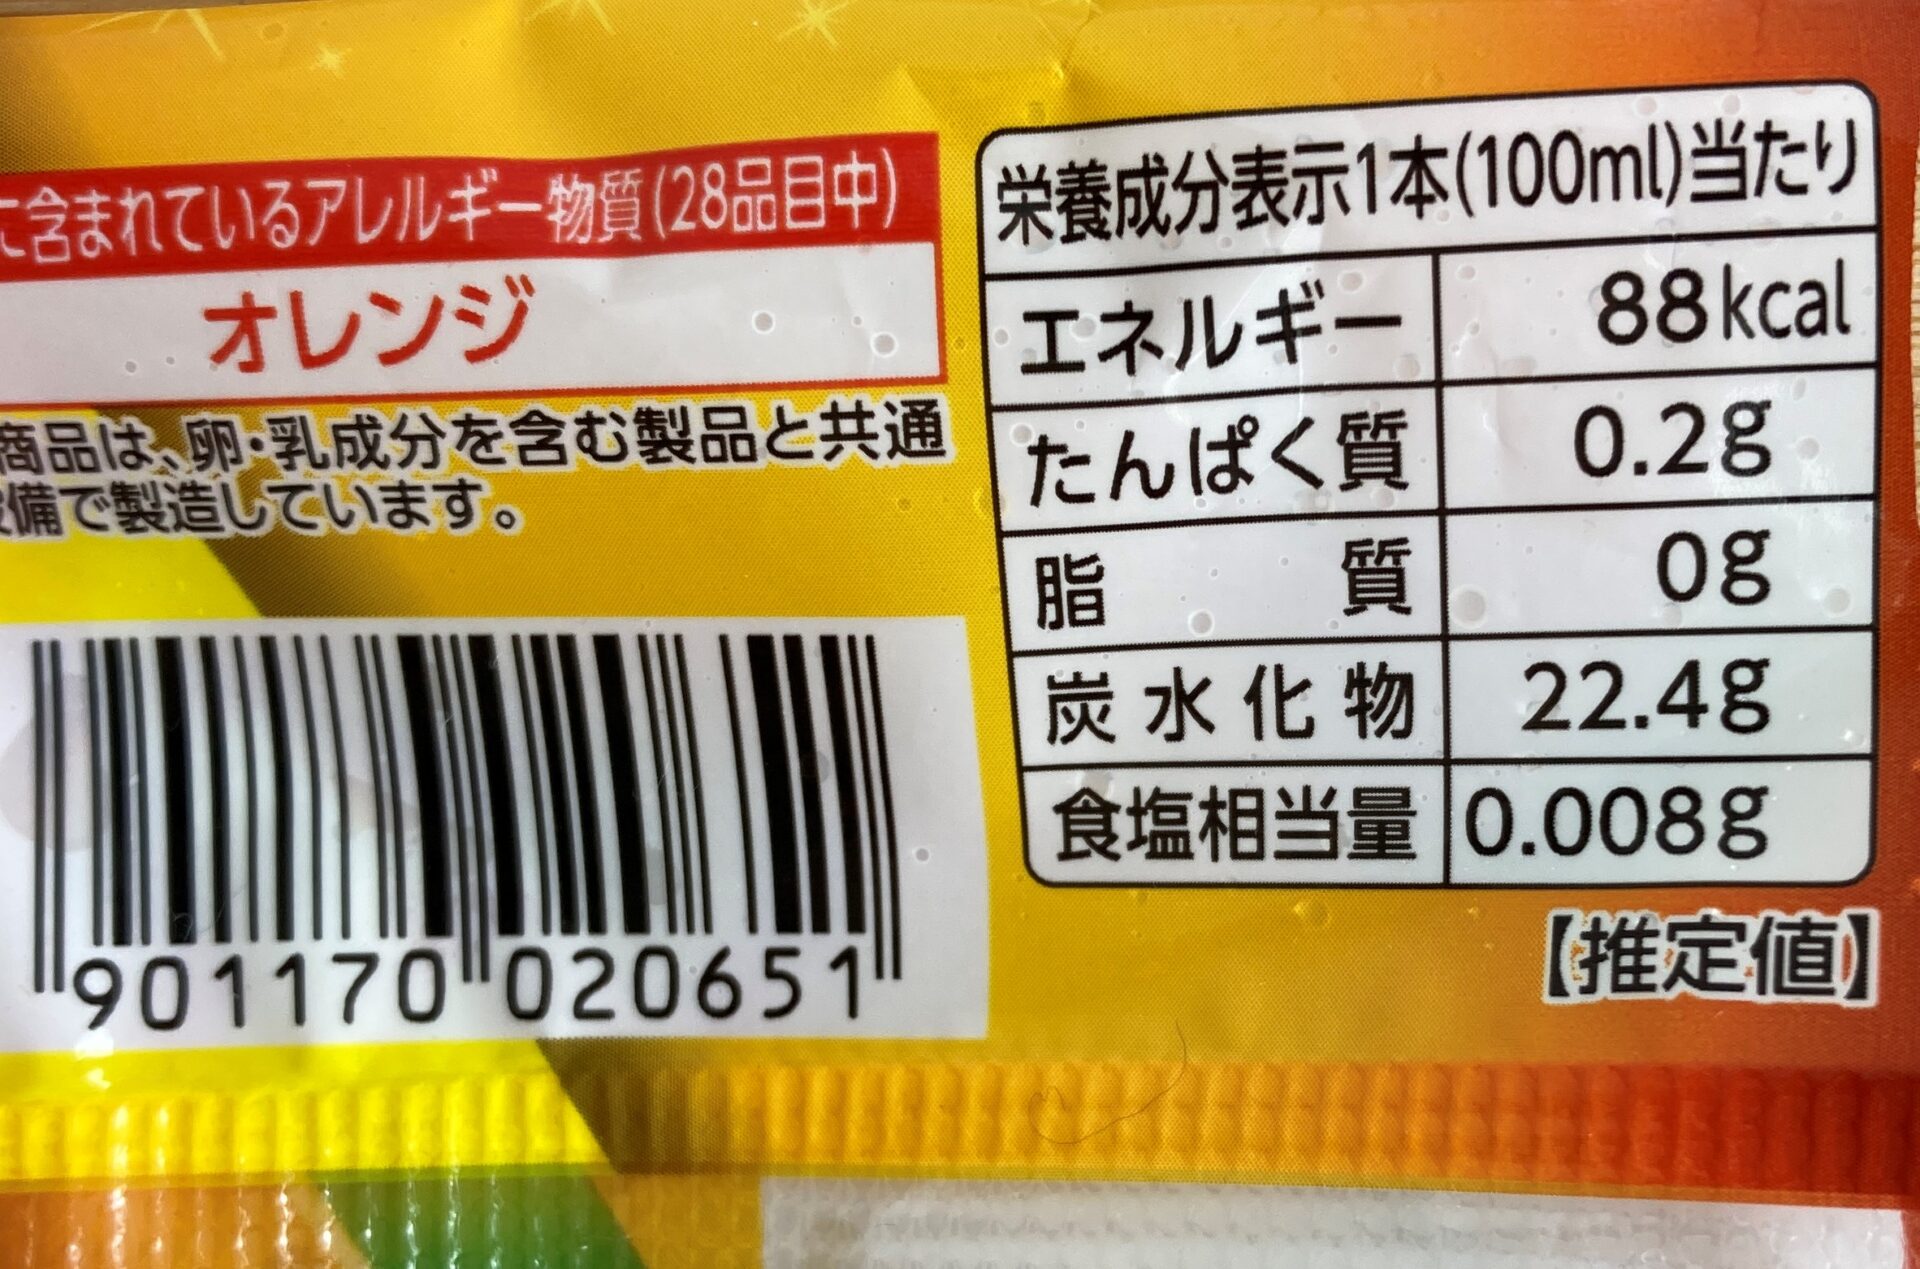 に含まれているアレルギー物質(28品目中)
オレンジ
商品は、卵・乳成分を含む製品と共通
設備で製造しています。
901170 020651
栄養成分表示1本(100ml)当たり
エネルギー 88kcal
たんぱく質 0.2g
脂質 0g
炭水化物 22.4g
食塩相当量 0.008g
【推定値】